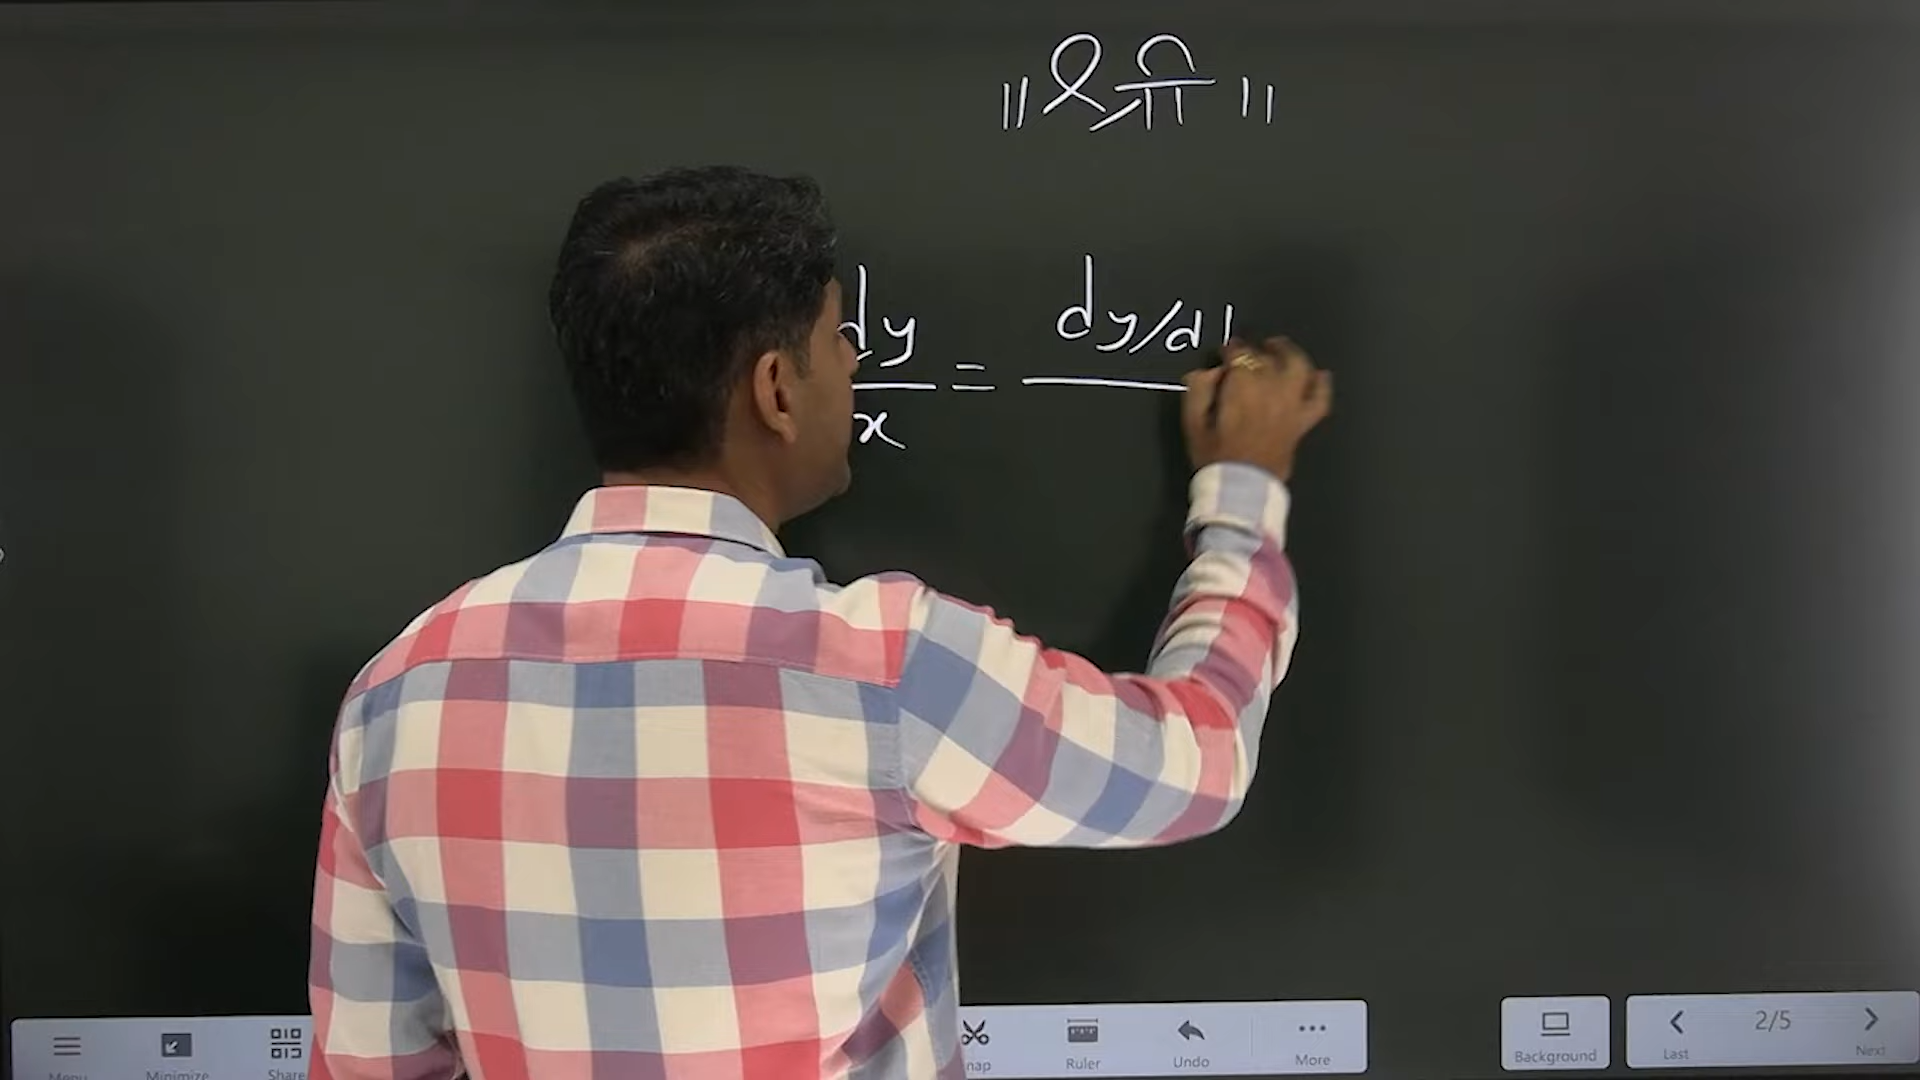 ॥ श्री ॥
dy/x = dy/d
Menu Minimize Share Snap Ruler Undo More Background Last 2/5 Next